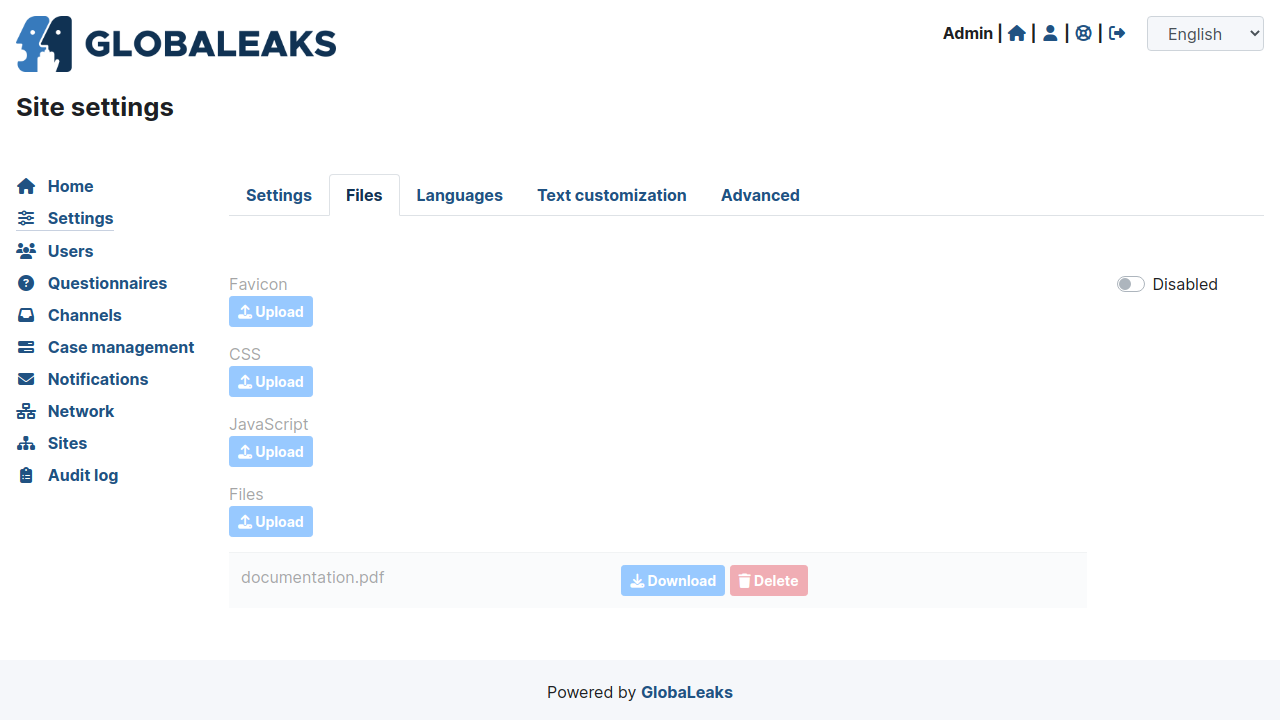 GLOBALEAKS
Admin | | | |
English
Site settings
Home
Settings
Users
Questionnaires
Channels
Case management
Notifications
Network
Sites
Audit log
Settings Files Languages Text customization Advanced
Favicon
Upload
Disabled
CSS
Upload
JavaScript
Upload
Files
Upload
documentation.pdf Download Delete
Powered by GlobaLeaks